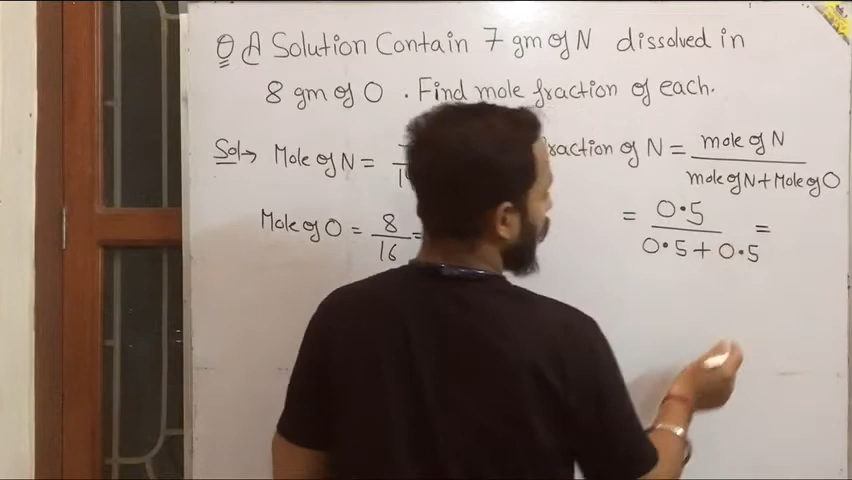 Q A Solution Contain 7 gm of N dissolved in
8 gm of O . Find mole fraction of each.
Sol → Mole of N =
Mole of O = 8/16 =
fraction of N = mole of N / mole of N + Mole of O
= 0.5 / 0.5 + 0.5 =